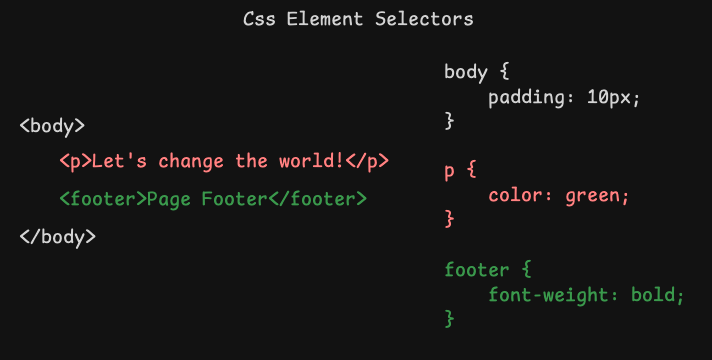 Css Element Selectors
<body>
<p>Let's change the world!</p>
<footer>Page Footer</footer>
</body>
body {
padding: 10px;
}
p {
color: green;
}
footer {
font-weight: bold;
}